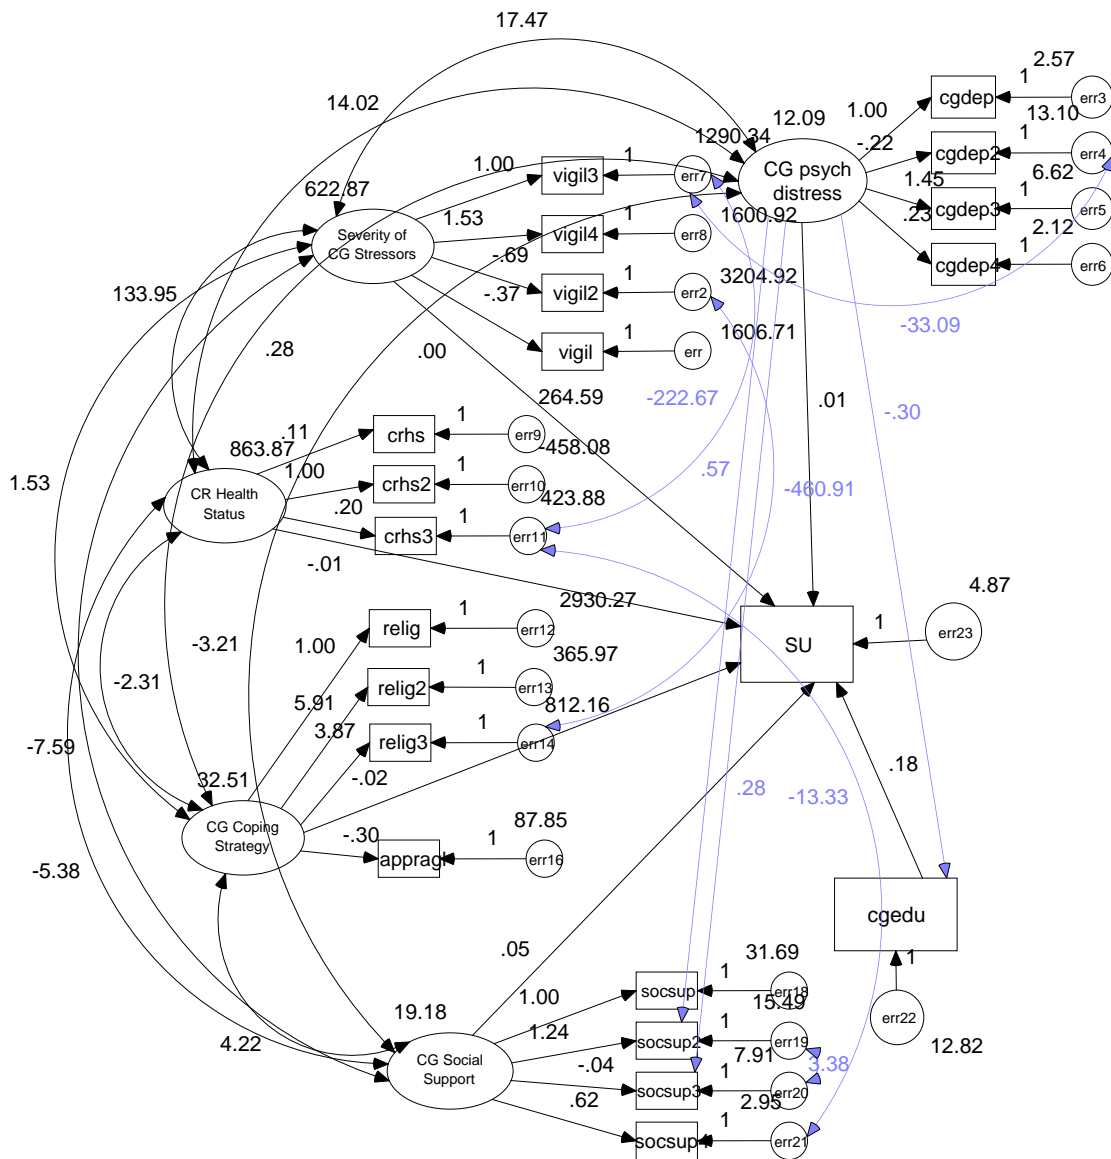 17.47
2.57
cgdep
1
err3
14.02
12.09
1.00
13.10
1290.34
-.22
cgdep2
1
err4
1.00
vigil3
1
err7
CG psych
distress
6.62
622.87
1.45
cgdep3
1
err5
1.53
1600.92
.23
2.12
Severity of
CG Stressors
vigil4
1
err8
cgdep4
1
err6
-.69
3204.92
133.95
-.37
vigil2
1
err2
-33.09
.28
.00
vigil
1
err
1606.71
264.59
-222.67
.01
-.30
.11
crhs
1
err9
-458.08
863.87
1.00
.57
1.53
CR Health
Status
crhs2
1
err10
-460.91
.20
423.88
crhs3
1
err11
-.01
2930.27
4.87
1.00
relig
1
err12
SU
1
err23
-3.21
365.97
-2.31
5.91
relig2
1
err13
3.87
812.16
-7.59
relig3
1
err14
.18
32.51
-.02
.28
-13.33
CG Coping
Strategy
-.30
87.85
appragl
1
err16
-5.38
cgedu
.05
31.69
1
socsup
1
err18
19.18
1.00
15.49
err22
4.22
1.24
socsup2
1
err19
12.82
CG Social
Support
-.04
7.91
3.38
socsup3
1
err20
.62
2.95
1
err21